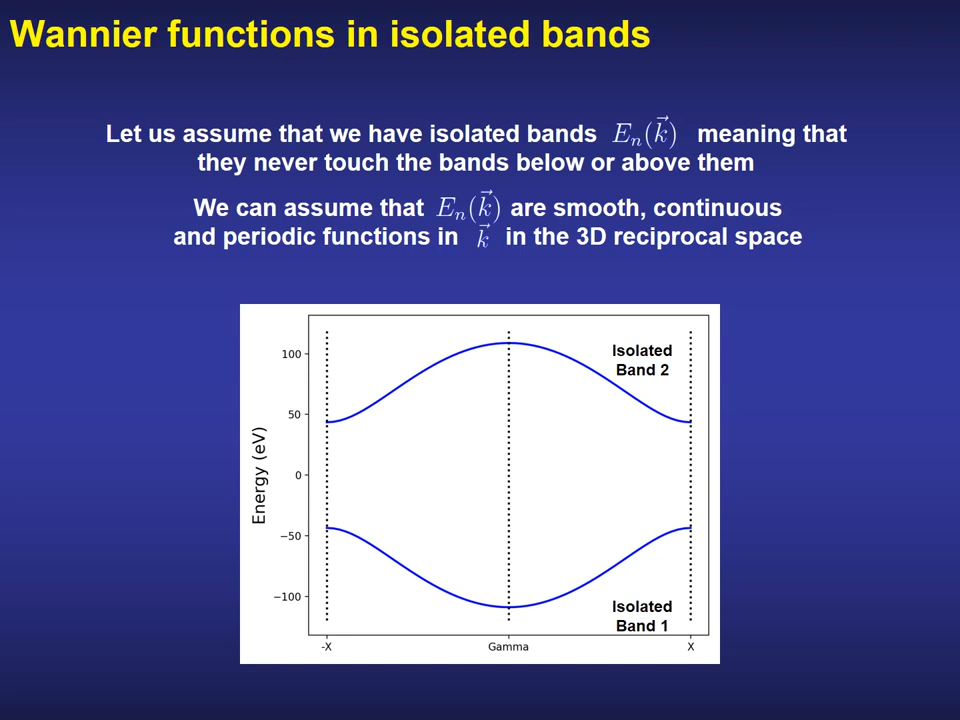 Wannier functions in isolated bands
Let us assume that we have isolated bands $E_n(\vec{k})$ meaning that
they never touch the bands below or above them
We can assume that $E_n(\vec{k})$ are smooth, continuous
and periodic functions in $\vec{k}$ in the 3D reciprocal space
Energy (eV)
100
50
0
−50
−100
Isolated
Band 2
Isolated
Band 1
-X
Gamma
X